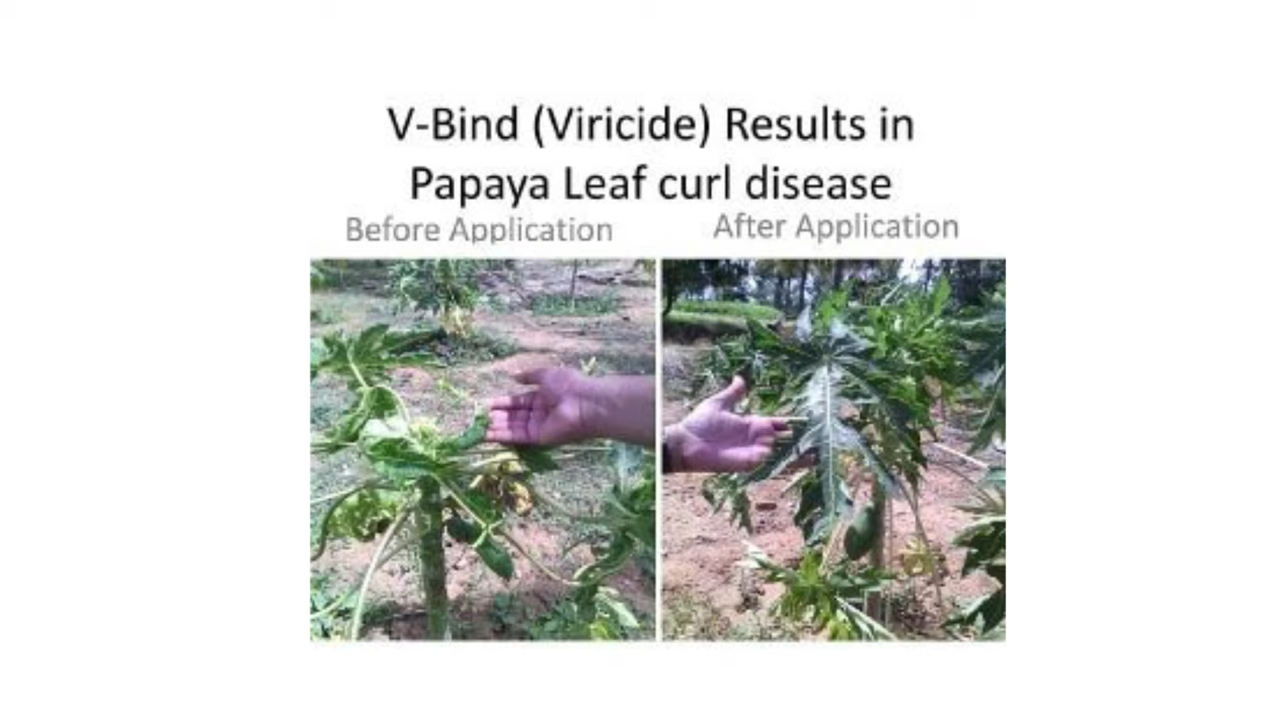 V-Bind (Viricide) Results in
Papaya Leaf curl disease
Before Application
After Application